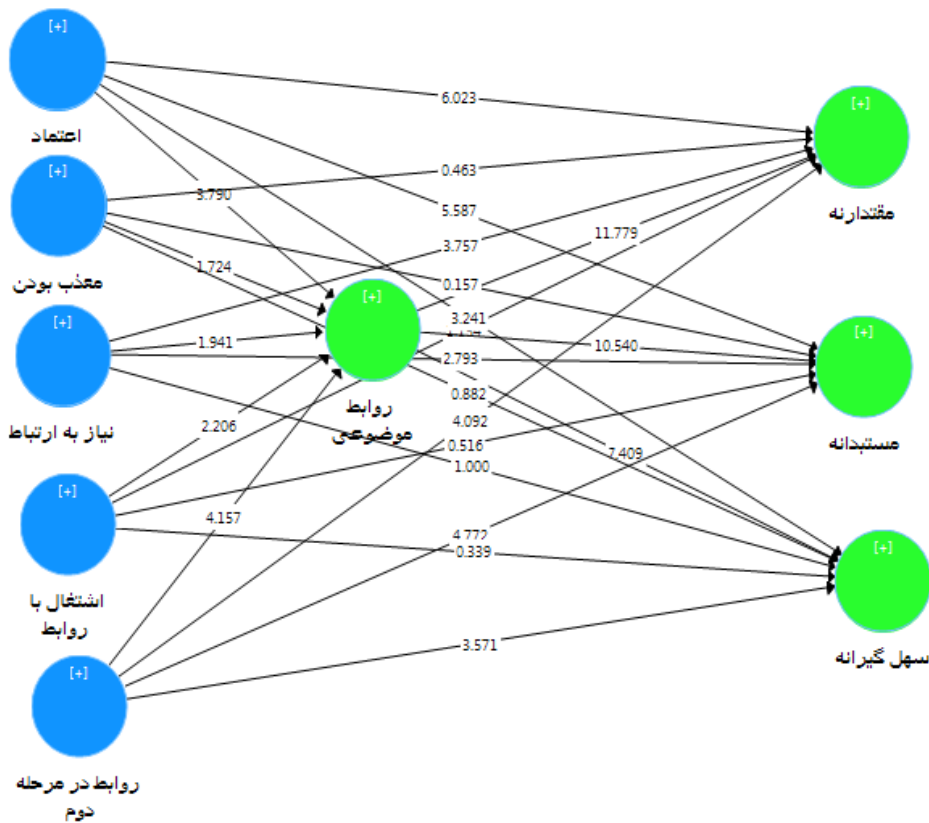 [+]
اعتماد
[+]
معذب بودن
[+]
نیاز به ارتباط
[+]
اشتغال با
روابط
[+]
روابط در مرحله
دوم
[+]
روابط
موضوعی
[+]
مقتدارنه
[+]
مستبدانه
[+]
سهل گیرانه
6.023
0.463
3.790
5.587
11.779
3.757
1.724
0.157
3.241
1.941
10.540
2.793
0.882
2.206
4.092
0.516
7.409
1.000
4.157
4.772
0.339
3.571